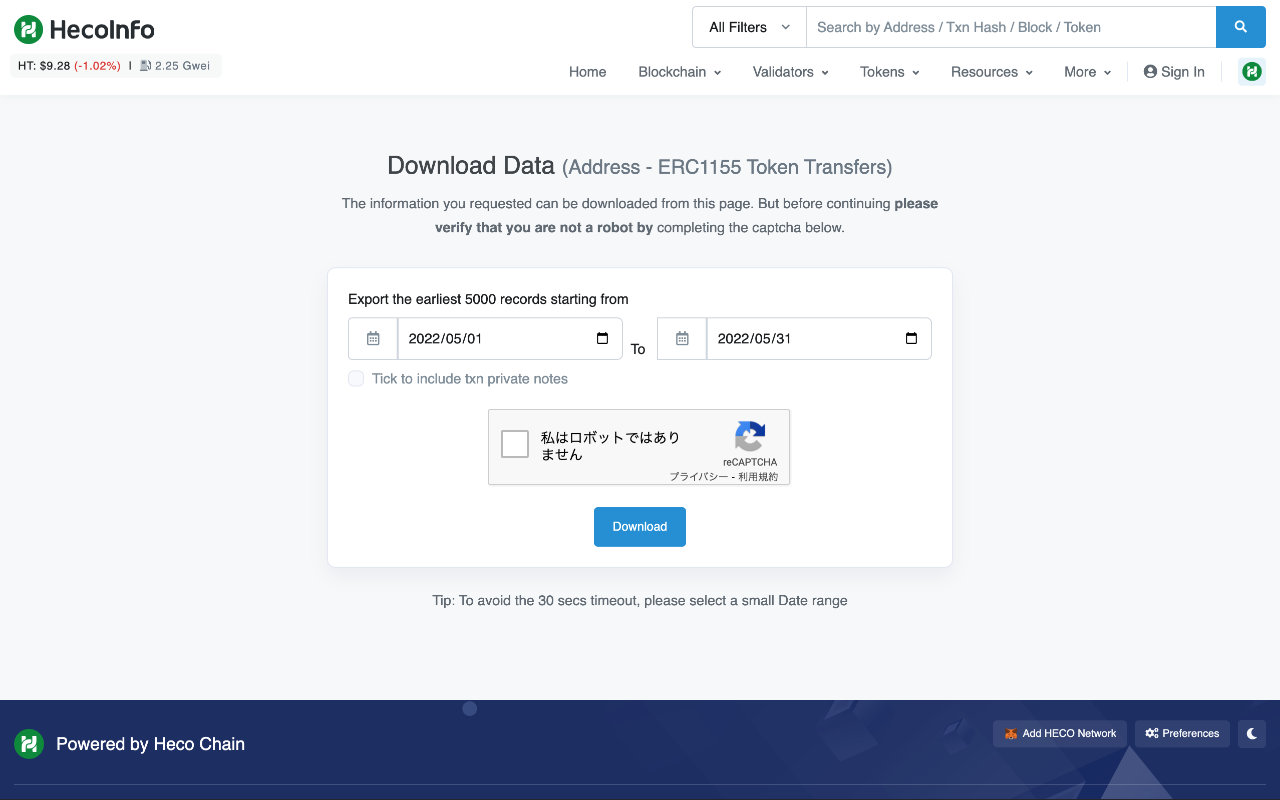 HecoInfo
All Filters
Search by Address / Txn Hash / Block / Token
HT: $9.28 (-1.02%) | 2.25 Gwei
Home Blockchain Validators Tokens Resources More Sign In
Download Data (Address - ERC1155 Token Transfers)
The information you requested can be downloaded from this page. But before continuing please
verify that you are not a robot by completing the captcha below.
Export the earliest 5000 records starting from
2022/05/01 To 2022/05/31
Tick to include txn private notes
私はロボットではあり
ません
reCAPTCHA
プライバシー - 利用規約
Download
Tip: To avoid the 30 secs timeout, please select a small Date range
Powered by Heco Chain
Add HECO Network
Preferences